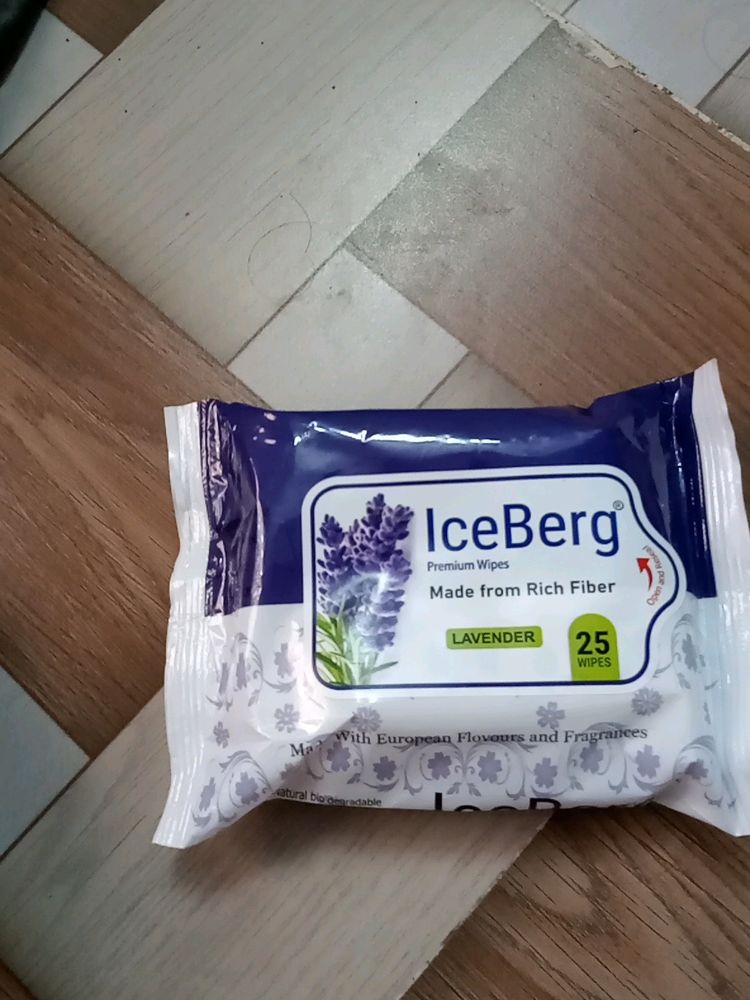 IceBerg®
Premium Wipes
Made from Rich Fiber
Open and Reseal
LAVENDER
25
WIPES
With European Flovours and Fragrances
natural bio degradable